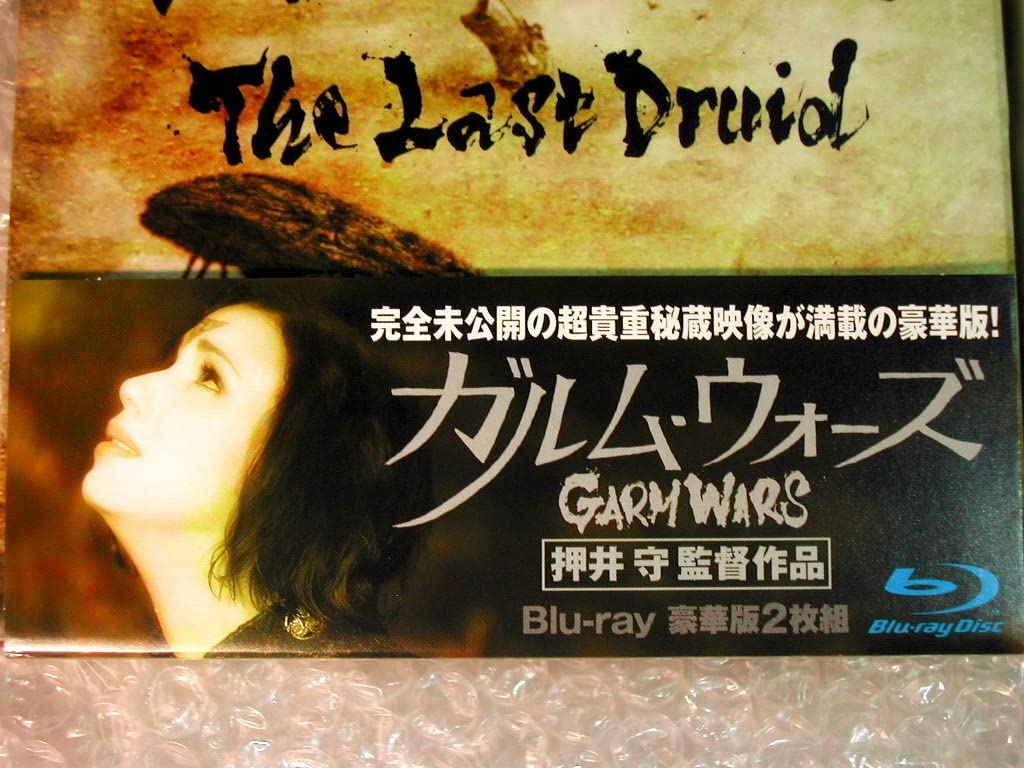 The Last Druid
完全未公開の超貴重秘蔵映像が満載の豪華版!
ガルム・ウォーズ
GARM WARS
押井 守 監督作品
Blu-ray 豪華版2枚組
Blu-ray Disc